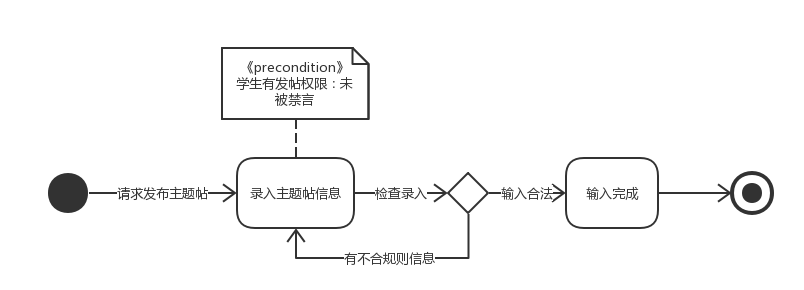 《precondition》
学生有发帖权限：未
被禁言
请求发布主题帖
录入主题帖信息
检查录入
输入合法
输入完成
有不合规则信息